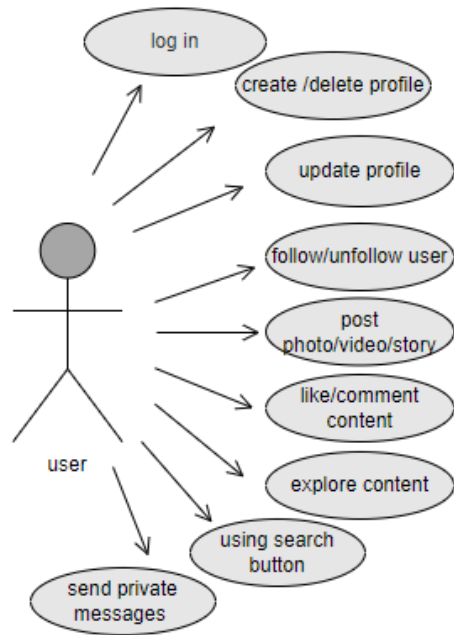 log in
create /delete profile
update profile
follow/unfollow user
post
photo/video/story
like/comment
content
explore content
using search
button
send private
messages
user